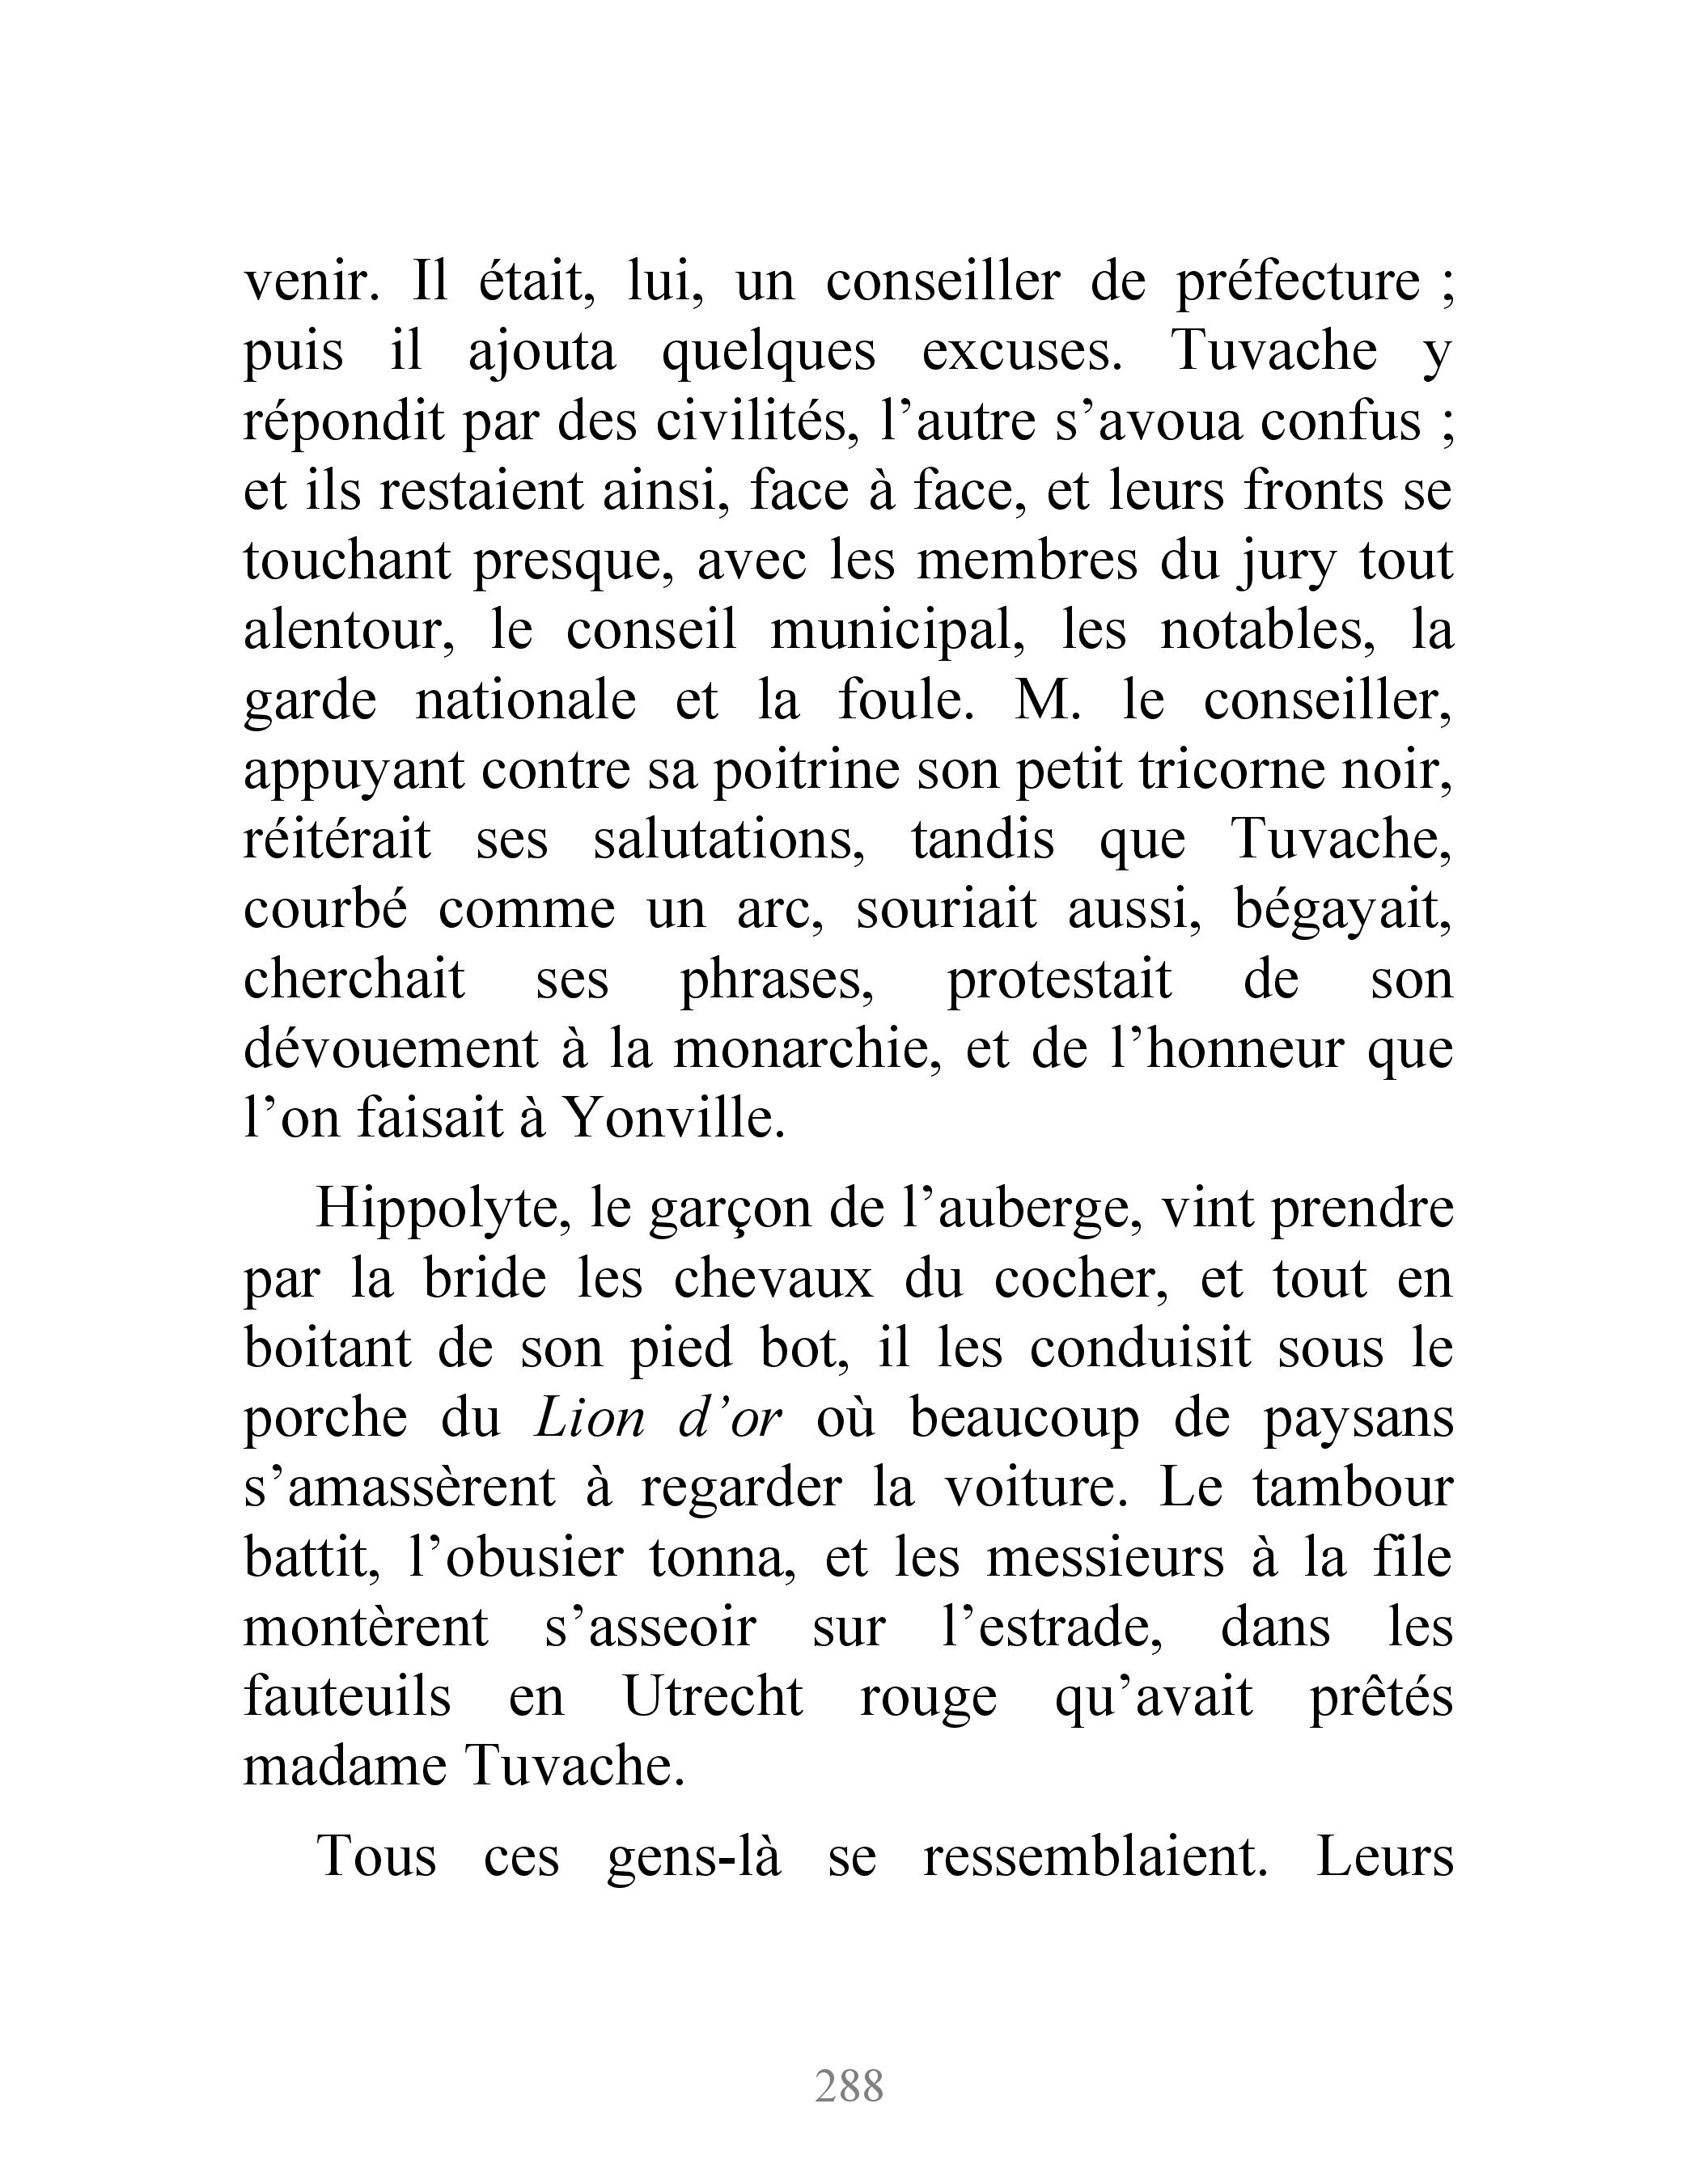 venir. Il était, lui, un conseiller de préfecture ;
puis il ajouta quelques excuses. Tuvache y
répondit par des civilités, l’autre s’avoua confus ;
et ils restaient ainsi, face à face, et leurs fronts se
touchant presque, avec les membres du jury tout
alentour, le conseil municipal, les notables, la
garde nationale et la foule. M. le conseiller,
appuyant contre sa poitrine son petit tricorne noir,
réitérait ses salutations, tandis que Tuvache,
courbé comme un arc, souriait aussi, bégayait,
cherchait ses phrases, protestait de son
dévouement à la monarchie, et de l’honneur que
l’on faisait à Yonville.
Hippolyte, le garçon de l’auberge, vint prendre
par la bride les chevaux du cocher, et tout en
boitant de son pied bot, il les conduisit sous le
porche du Lion d’or où beaucoup de paysans
s’amassèrent à regarder la voiture. Le tambour
battit, l’obusier tonna, et les messieurs à la file
montèrent s’asseoir sur l’estrade, dans les
fauteuils en Utrecht rouge qu’avait prêtés
madame Tuvache.
Tous ces gens-là se ressemblaient. Leurs
288